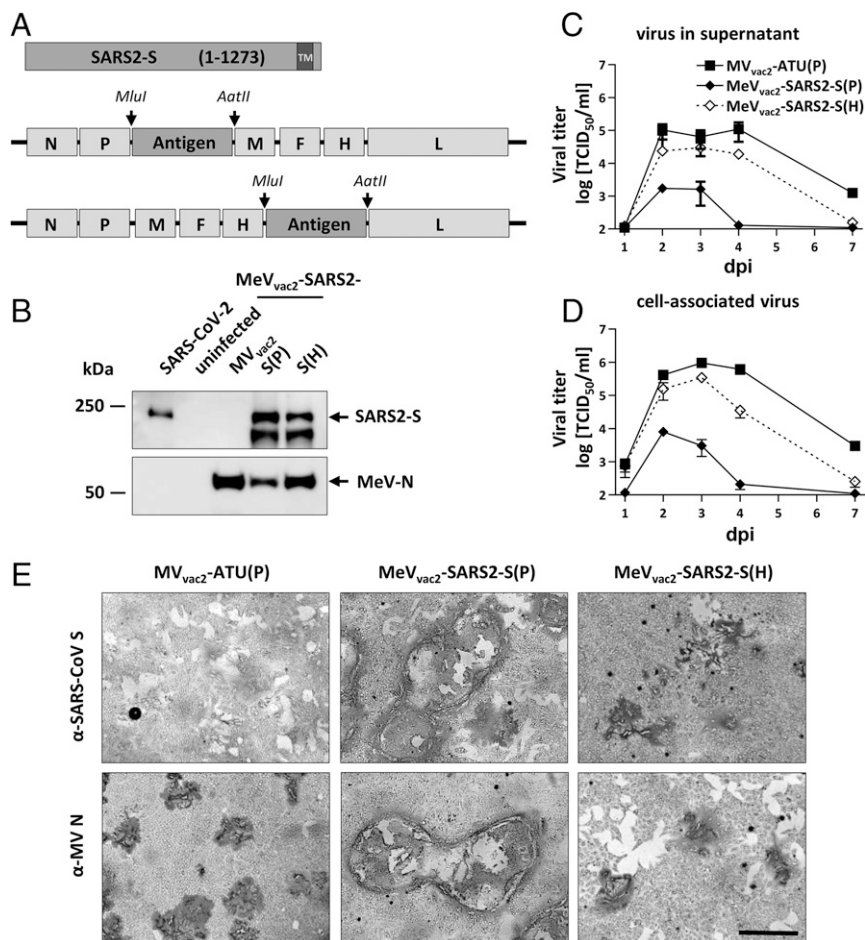 A
SARS2-S (1-1273) TM
MluI AatII
N P Antigen M F H L
MluI AatII
N P M F H Antigen L
B
MeVvac2-SARS2-
SARS-CoV-2
uninfected
MVvac2
S(P)
S(H)
kDa
250
SARS2-S
50
MeV-N
C
virus in supernatant
MVvac2-ATU(P)
MeVvac2-SARS2-S(P)
MeVvac2-SARS2-S(H)
Viral titer
log [TCID50/ml]
6
5
4
3
2
1 2 3 4 5 6 7
dpi
D
cell-associated virus
Viral titer
log [TCID50/ml]
7
6
5
4
3
2
1 2 3 4 5 6 7
dpi
E
MVvac2-ATU(P) MeVvac2-SARS2-S(P) MeVvac2-SARS2-S(H)
α-SARS-CoV S
α-MV N